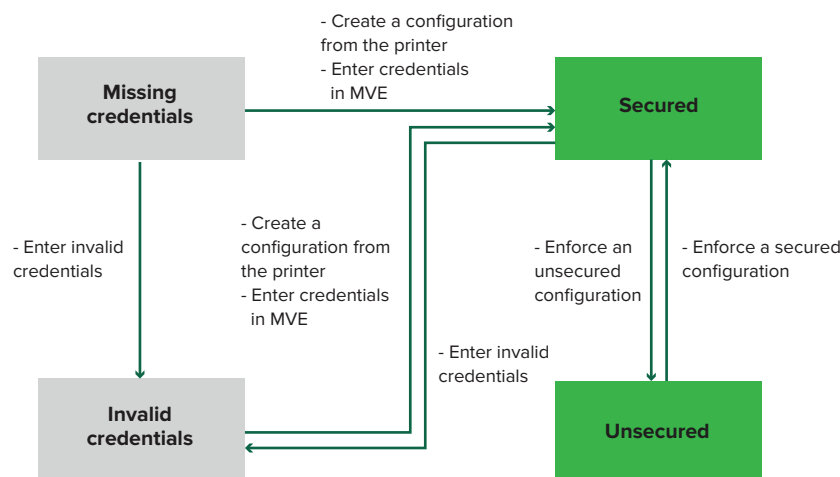 - Create a configuration
from the printer
- Enter credentials
in MVE
Missing
credentials
Secured
- Enter invalid
credentials
- Create a
configuration from
the printer
- Enter credentials
in MVE
- Enforce an
unsecured
configuration
- Enforce a secured
configuration
- Enter invalid
credentials
Invalid
credentials
Unsecured